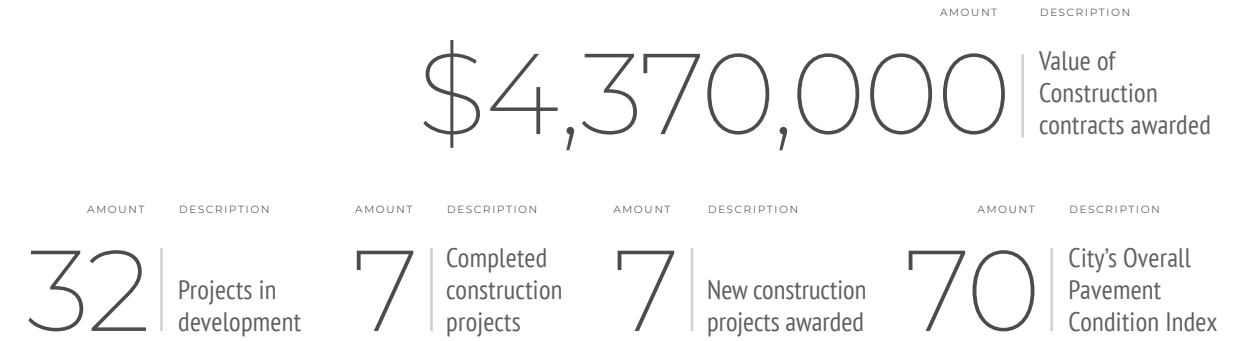 AMOUNT DESCRIPTION
$4,370,000
Value of
Construction
contracts awarded
AMOUNT DESCRIPTION
32
Projects in
development
AMOUNT DESCRIPTION
7
Completed
construction
projects
AMOUNT DESCRIPTION
7
New construction
projects awarded
AMOUNT DESCRIPTION
70
City's Overall
Pavement
Condition Index